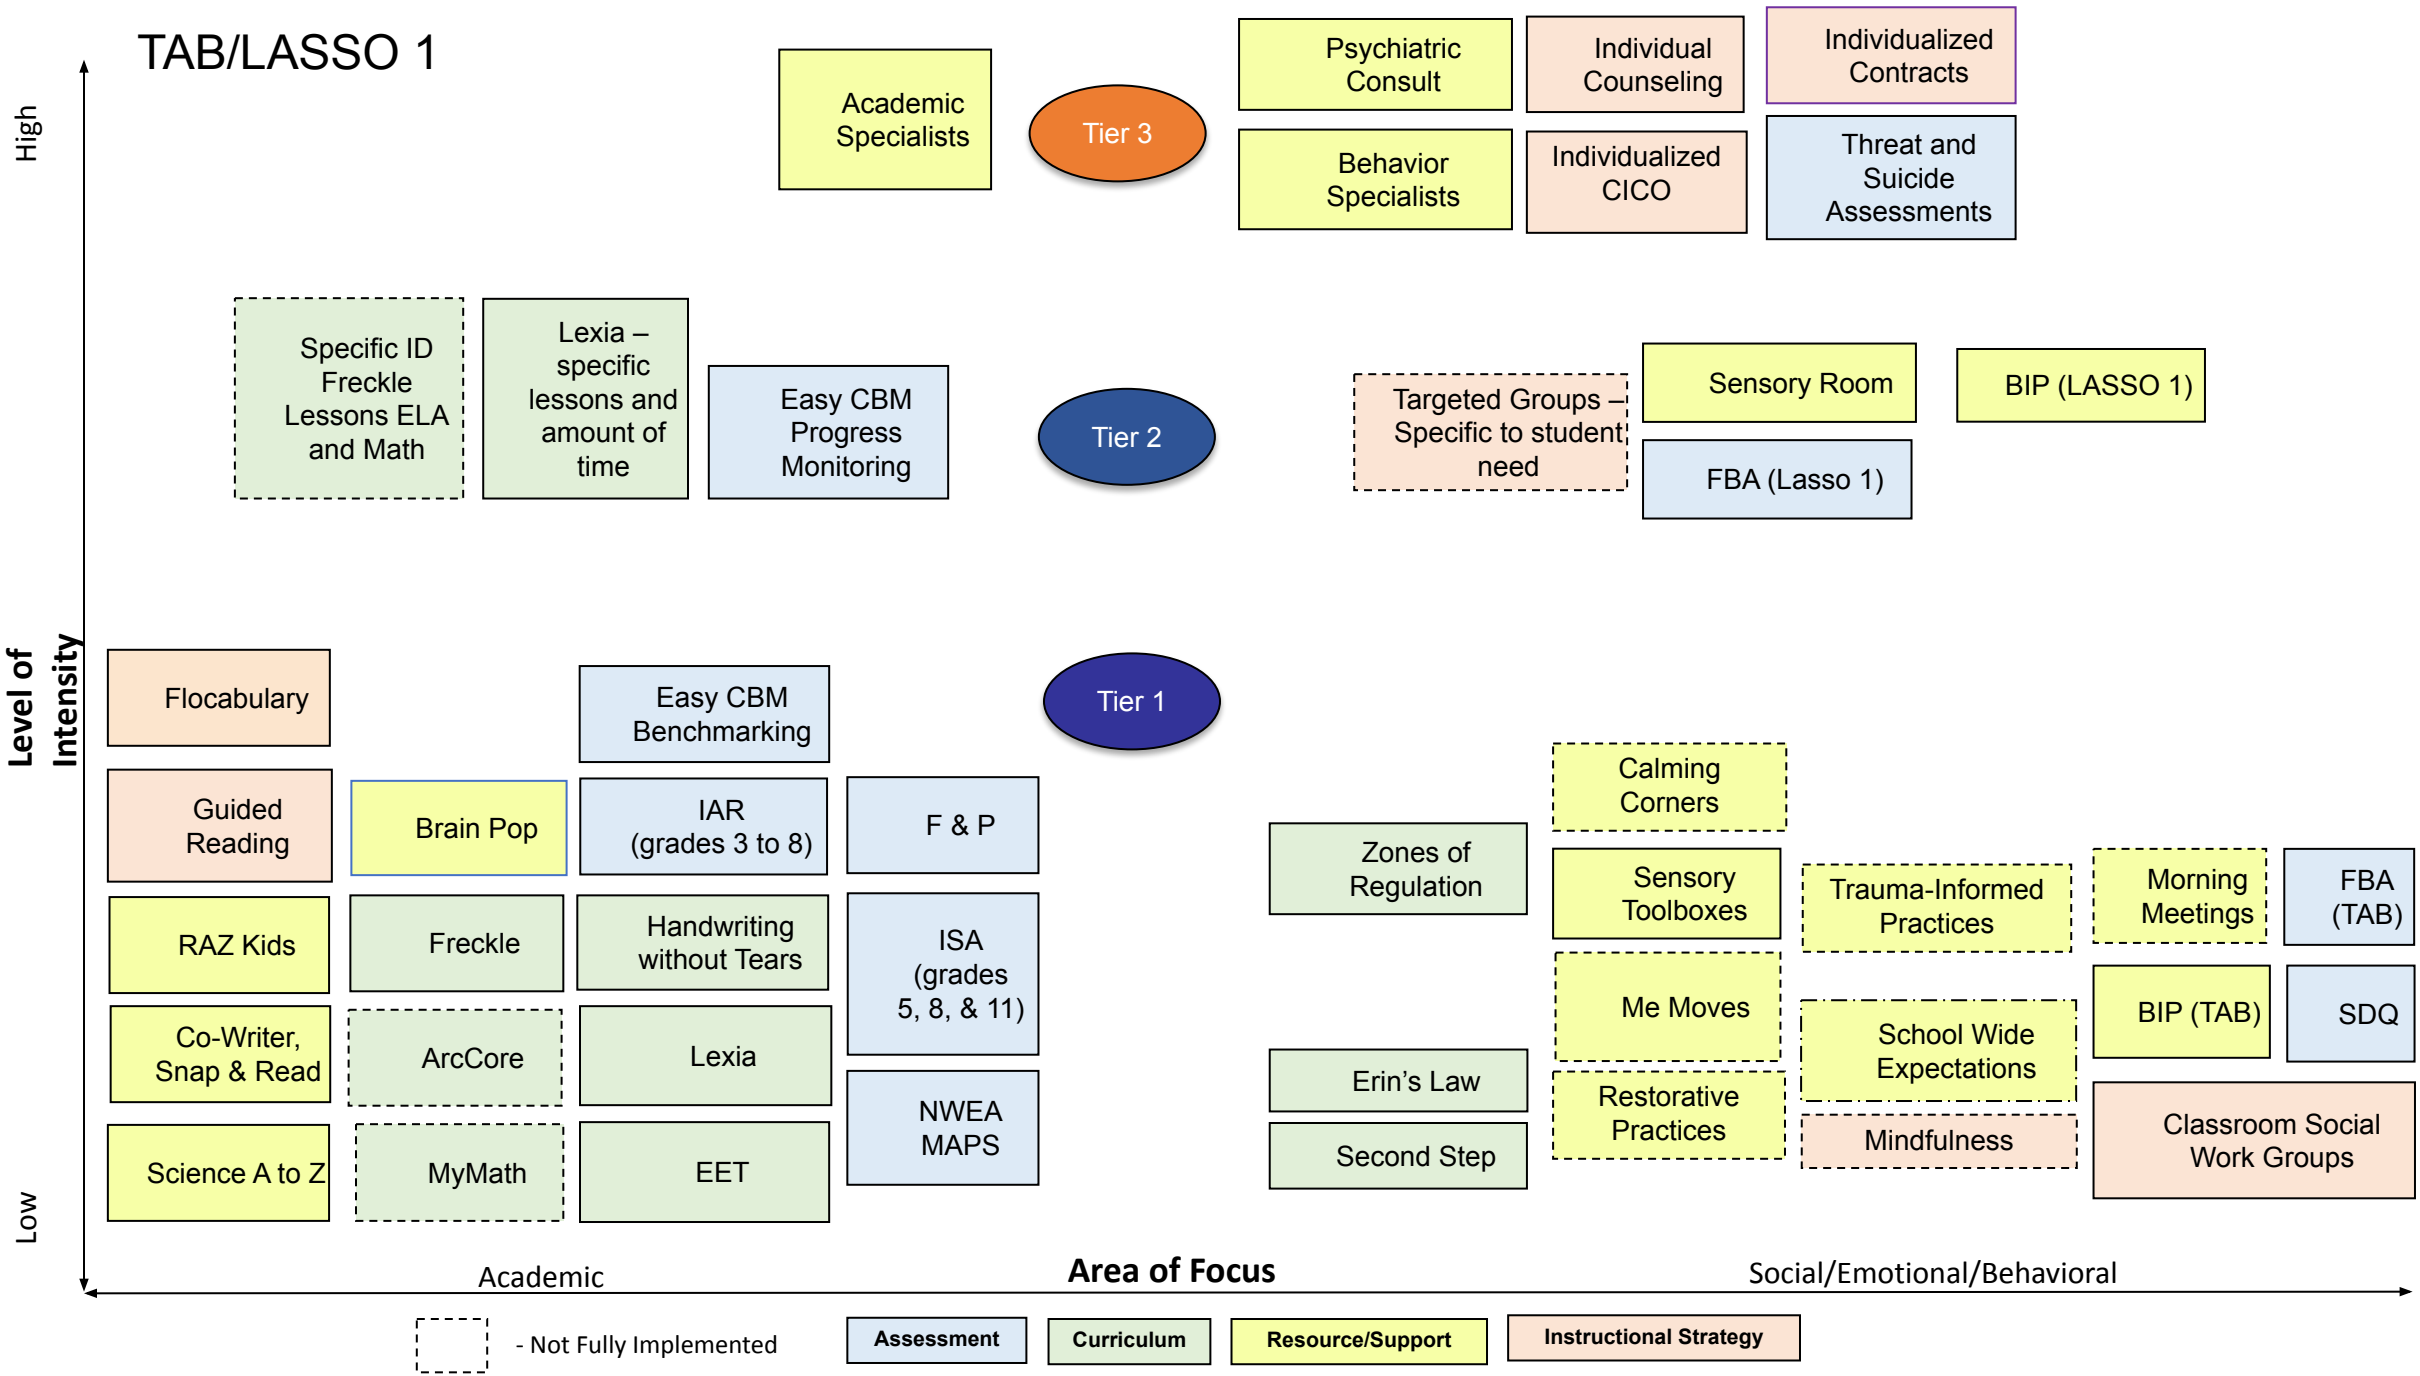 TAB/LASSO 1
High
Academic
Specialists
Tier 3
Psychiatric
Consult
Individual
Counseling
Individualized
Contracts
Behavior
Specialists
Individualized
CICO
Threat and
Suicide
Assessments
Specific ID
Freckle
Lessons ELA
and Math
Lexia –
specific
lessons and
amount of
time
Easy CBM
Progress
Monitoring
Tier 2
Targeted Groups –
Specific to student
need
Sensory Room
BIP (LASSO 1)
FBA (Lasso 1)
Level of
Intensity
Flocabulary
Easy CBM
Benchmarking
Tier 1
Guided
Reading
Brain Pop
IAR
(grades 3 to 8)
F & P
RAZ Kids
Freckle
Handwriting
without Tears
ISA
(grades
5, 8, & 11)
Co-Writer,
Snap & Read
ArcCore
Lexia
NWEA
MAPS
Science A to Z
MyMath
EET
Zones of
Regulation
Calming
Corners
Sensory
Toolboxes
Trauma-Informed
Practices
Morning
Meetings
FBA
(TAB)
Me Moves
School Wide
Expectations
BIP (TAB)
SDQ
Erin’s Law
Restorative
Practices
Mindfulness
Classroom Social
Work Groups
Second Step
Low
Academic
Area of Focus
Social/Emotional/Behavioral
- Not Fully Implemented
Assessment
Curriculum
Resource/Support
Instructional Strategy